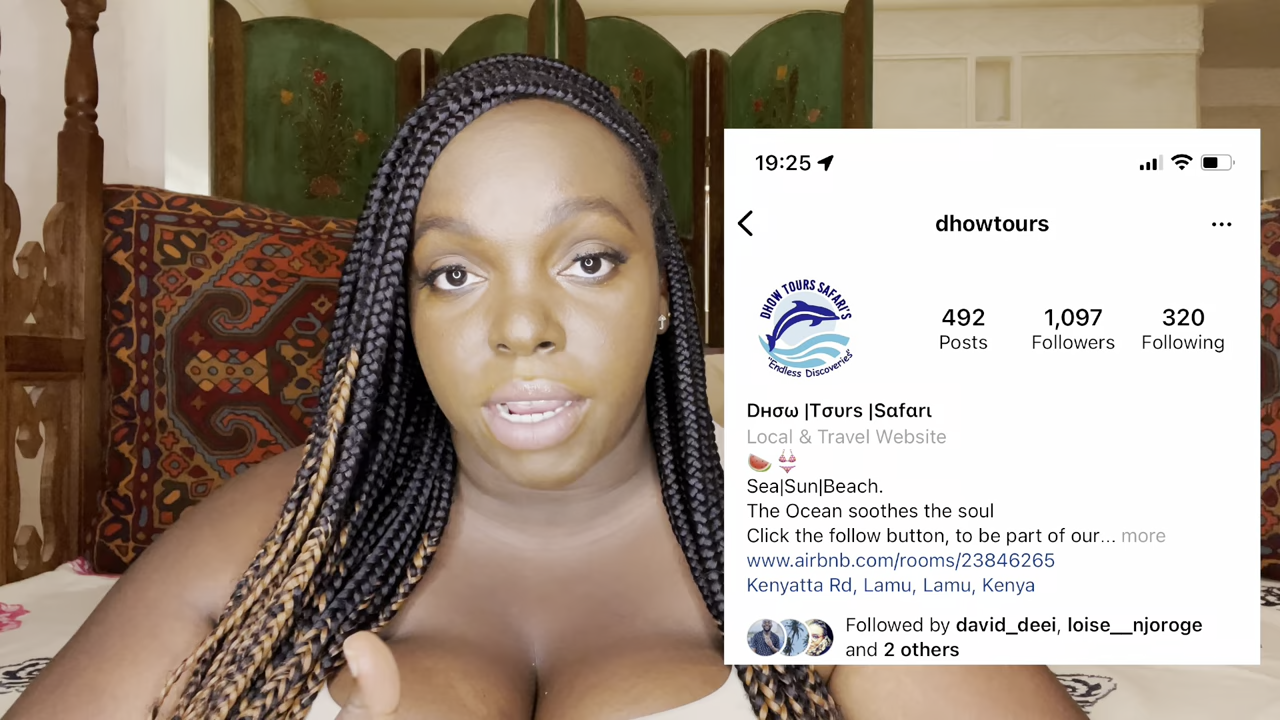 19:25
dhowtours
DHOW TOURS SAFARI'S
"Endless Discoveries"
492 1,097 320
Posts Followers Following
Dнσω |Tσυrs |Sαfαrι
Local & Travel Website
🍉 👙
Sea|Sun|Beach.
The Ocean soothes the soul
Click the follow button, to be part of our... more
www.airbnb.com/rooms/23846265
Kenyatta Rd, Lamu, Lamu, Kenya
Followed by david_deei, loise__njoroge
and 2 others